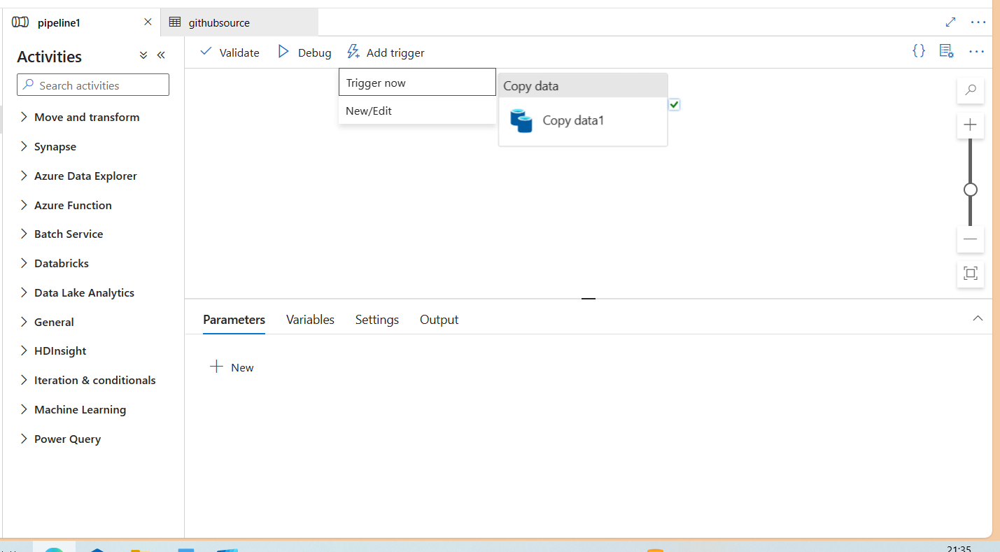 pipeline1
githubsource
Activities
Validate
Debug
Add trigger
Search activities
Trigger now
New/Edit
Copy data
Copy data1
Move and transform
Synapse
Azure Data Explorer
Azure Function
Batch Service
Databricks
Data Lake Analytics
General
HDInsight
Iteration & conditionals
Machine Learning
Power Query
Parameters
Variables
Settings
Output
New
21:35